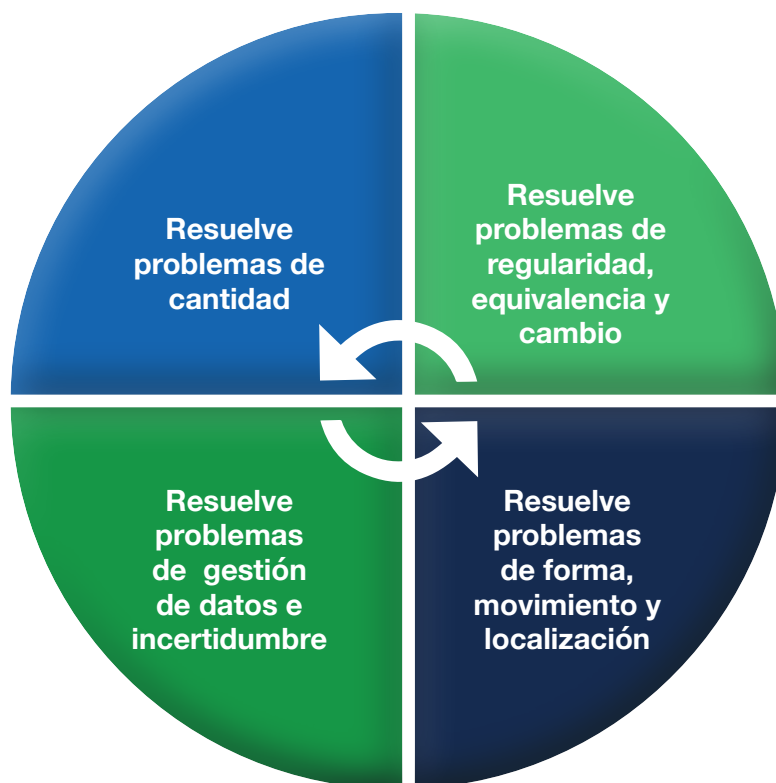 Resuelve
problemas de
cantidad
Resuelve
problemas de
regularidad,
equivalencia y
cambio
Resuelve
problemas
de gestión
de datos e
incertidumbre
Resuelve
problemas
de forma,
movimiento y
localización